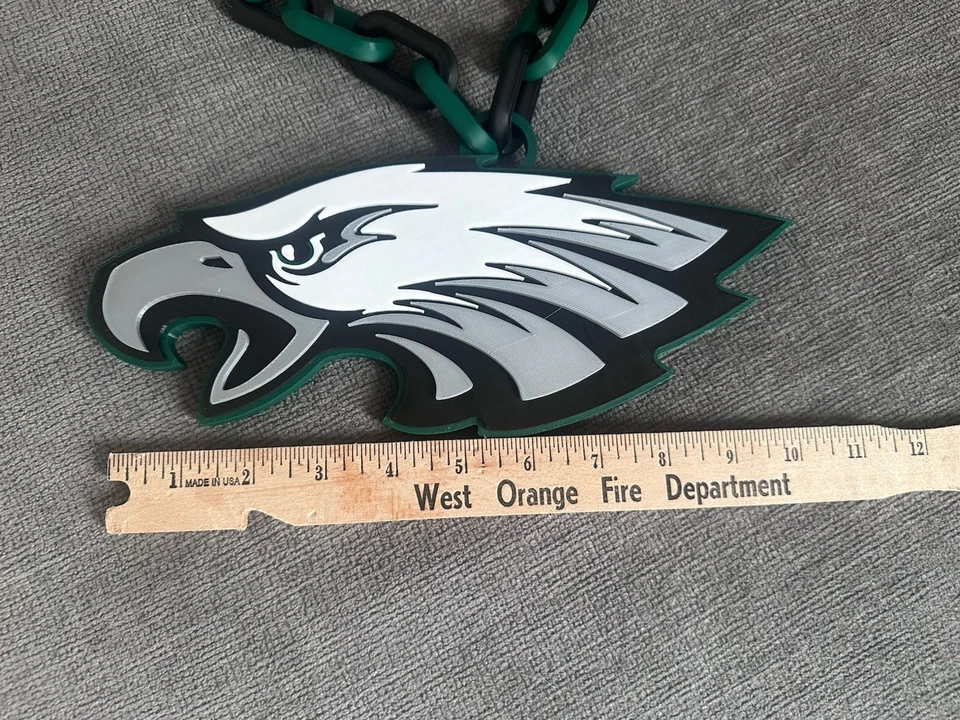 1 MADE IN USA 2 3 4 5 6 7 8 9 10 11 12
West Orange Fire Department